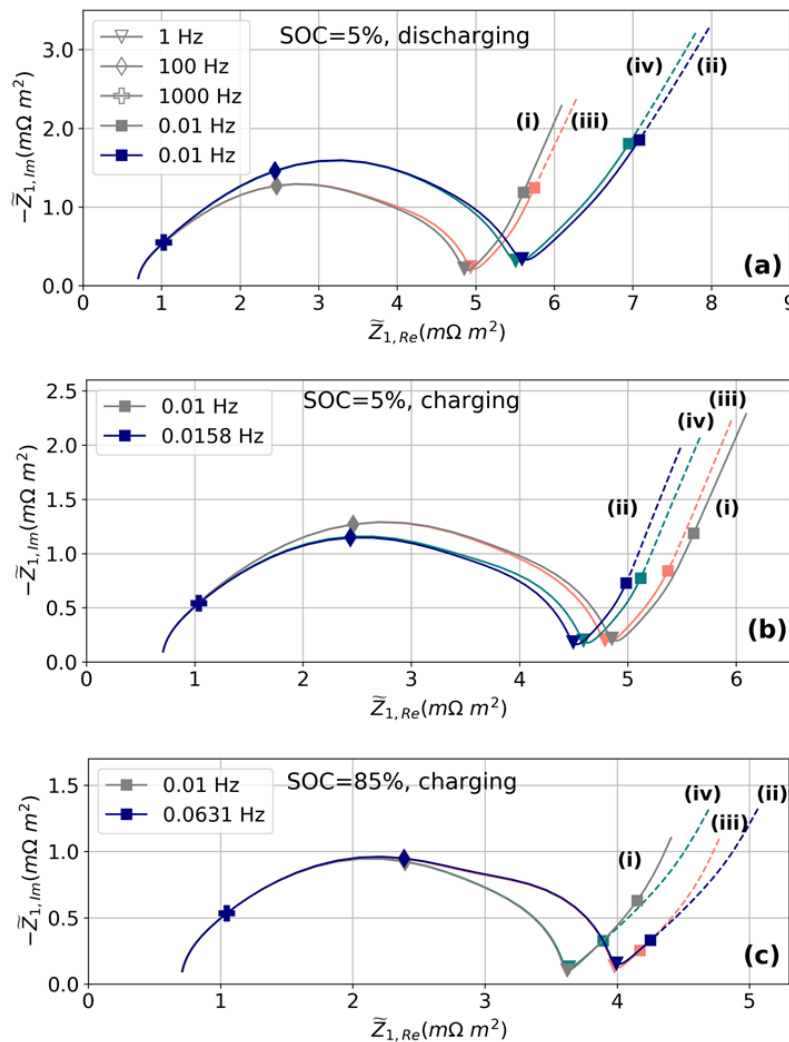 SOC=5%, discharging
1 Hz
100 Hz
1000 Hz
0.01 Hz
0.01 Hz
(i)
(iii)
(iv)
(ii)
(a)
3.0
2.0
1.0
0.0
0 1 2 3 4 5 6 7 8 9
−Z̃1,Im(mΩ m²)
Z̃1,Re(mΩ m²)
SOC=5%, charging
0.01 Hz
0.0158 Hz
(ii)
(iv)
(iii)
(i)
(b)
2.5
2.0
1.5
1.0
0.5
0.0
0 1 2 3 4 5 6
−Z̃1,Im(mΩ m²)
Z̃1,Re(mΩ m²)
SOC=85%, charging
0.01 Hz
0.0631 Hz
(i)
(iv)
(iii)
(ii)
(c)
1.5
1.0
0.5
0.0
0 1 2 3 4 5
−Z̃1,Im(mΩ m²)
Z̃1,Re(mΩ m²)